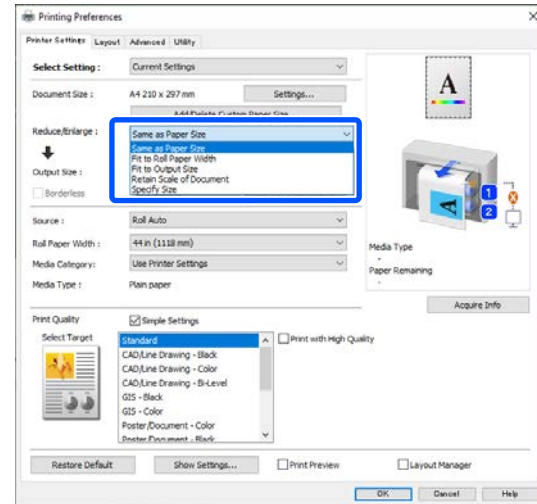 Printing Preferences
Printer Settings Layout Advanced Utility
Select Setting : Current Settings
Document Size : A4 210 x 297 mm Settings...
Add/Delete Custom Paper Size
Reduce/Enlarge : Same as Paper Size
Same as Paper Size
Fit to Roll Paper Width
Fit to Output Size
Retain Scale of Document
Specify Size
Output Size :
Borderless
Source : Roll Auto
Roll Paper Width : 44 in (1118 mm)
Media Category : Use Printer Settings
Media Type : Plain paper
A
A
1
2
Media Type
-
Paper Remaining
-
Acquire Info
Print Quality Simple Settings
Select Target
Standard
CAD/Line Drawing - Black
CAD/Line Drawing - Color
CAD/Line Drawing - Bi-Level
GIS - Black
GIS - Color
Poster/Document - Color
Poster/Document - Black
Print with High Quality
Restore Default Show Settings... Print Preview Layout Manager
OK Cancel Help